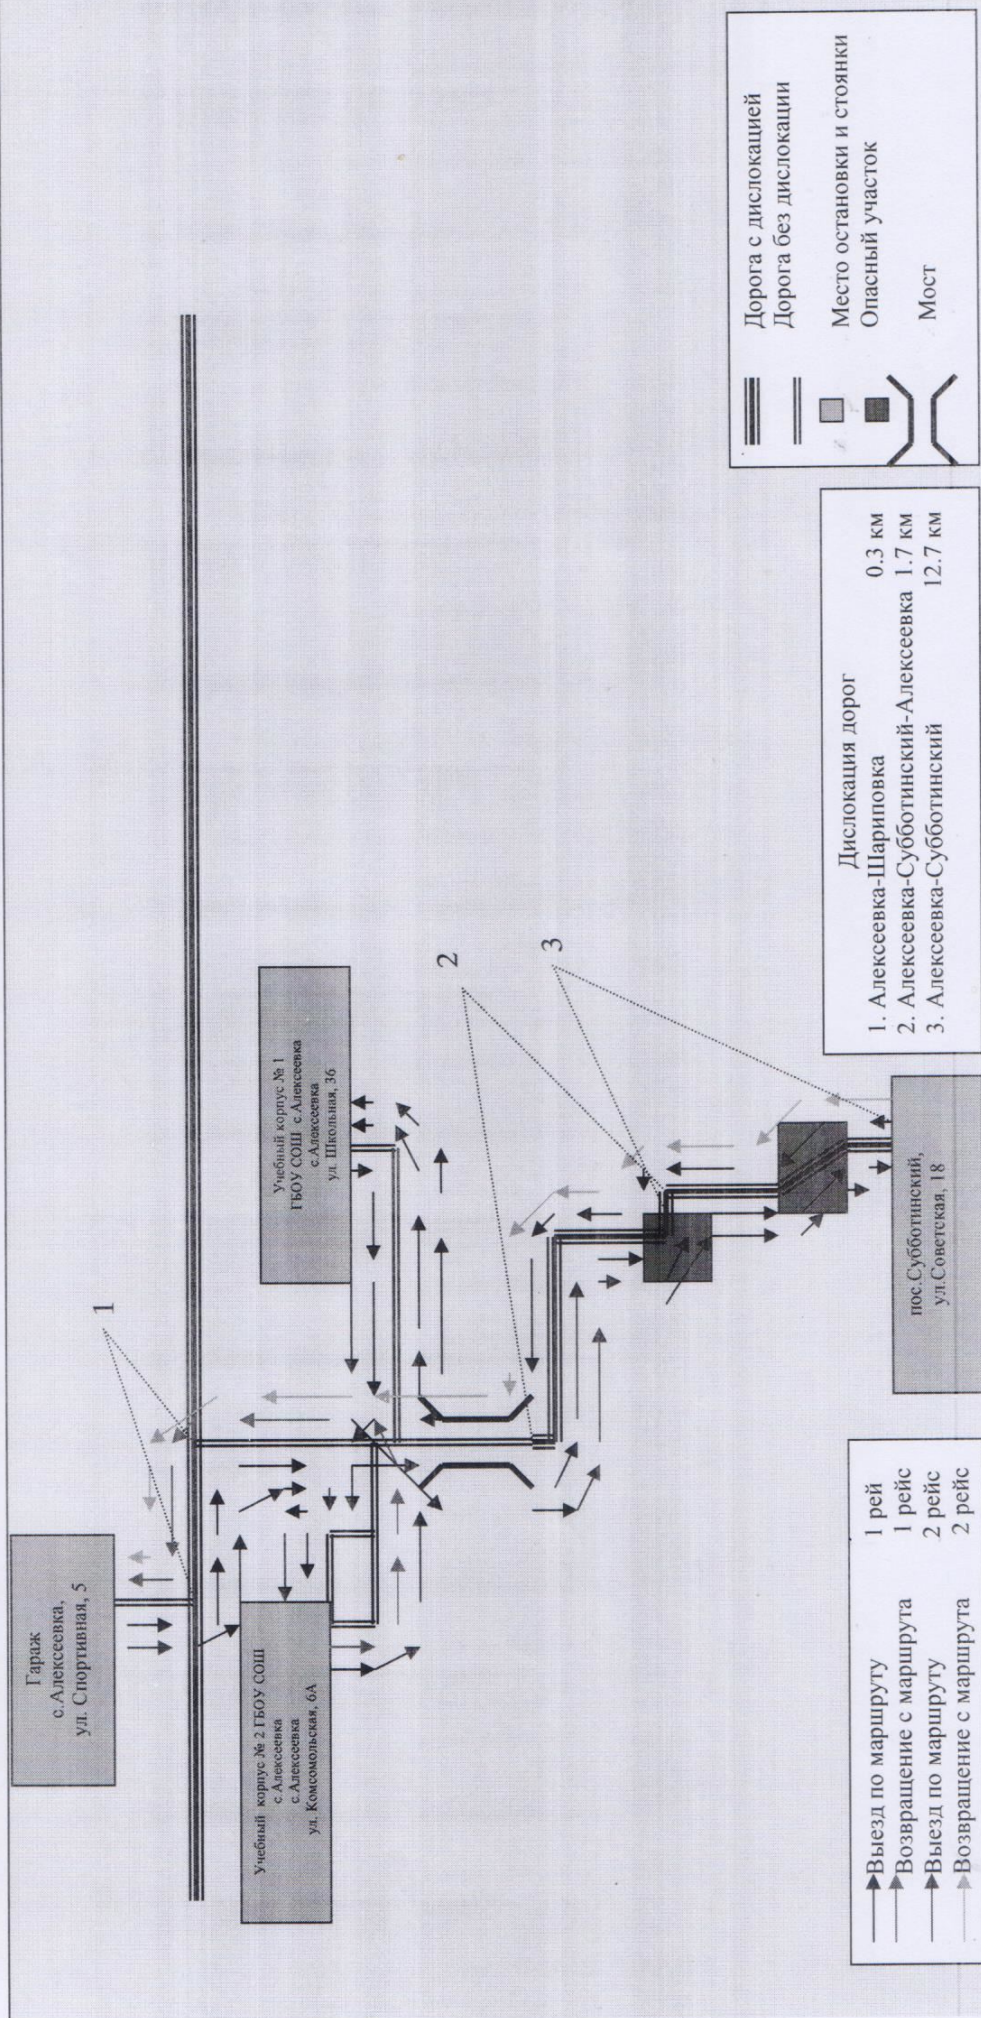 Гараж
с.Алексеевка,
ул. Спортивная, 5
1
Учебный корпус № 2 ГБОУ СОШ
с.Алексеевка
с.Алексеевка
ул. Комсомольская, 6А
Учебный корпус № 1
ГБОУ СОШ с.Алексеевка
с.Алексеевка
ул. Школьная, 36
2
3
пос.Субботинский,
ул.Советская, 18
Выезд по маршруту 1 рей
Возвращение с маршрута 1 рейс
Выезд по маршруту 2 рейс
Возвращение с маршрута 2 рейс
Дислокация дорог
1. Алексеевка-Шариповка 0.3 км
2. Алексеевка-Субботинский-Алексеевка 1.7 км
3. Алексеевка-Субботинский 12.7 км
Дорога с дислокацией
Дорога без дислокации
Место остановки и стоянки
Опасный участок
Мост